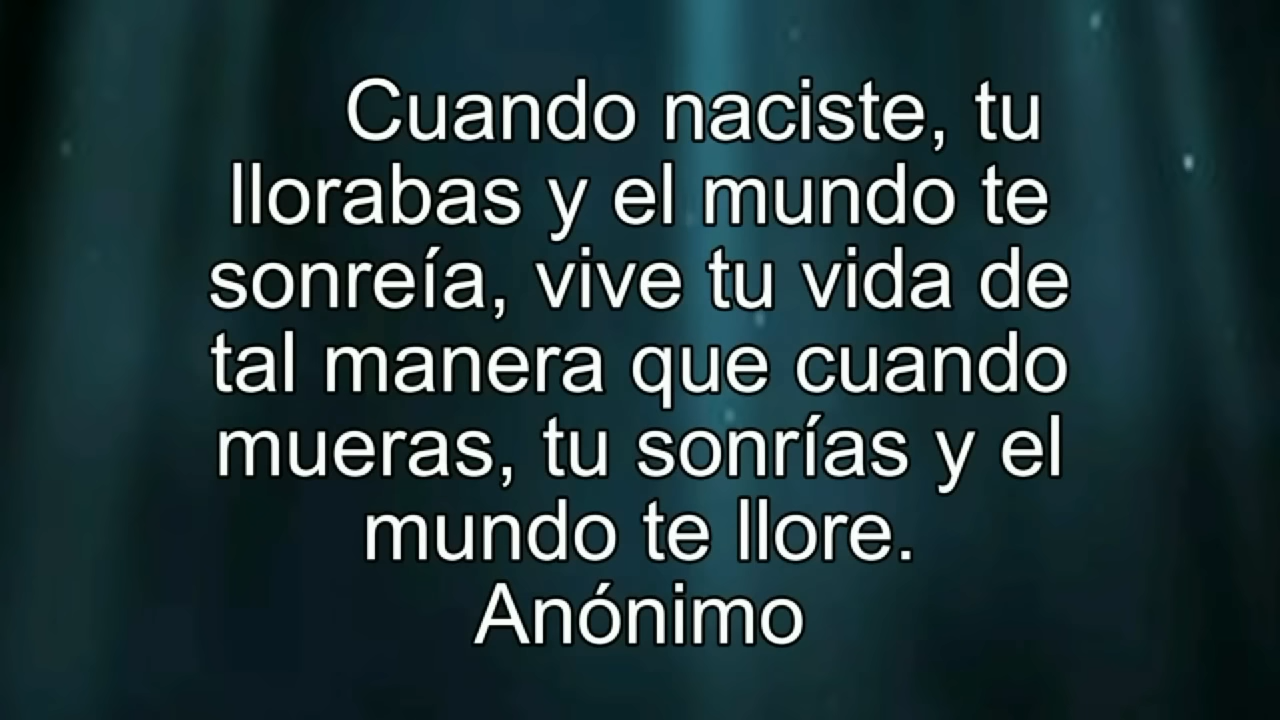 Cuando naciste, tu
llorabas y el mundo te
sonreía, vive tu vida de
tal manera que cuando
mueras, tu sonrías y el
mundo te llore.
Anónimo